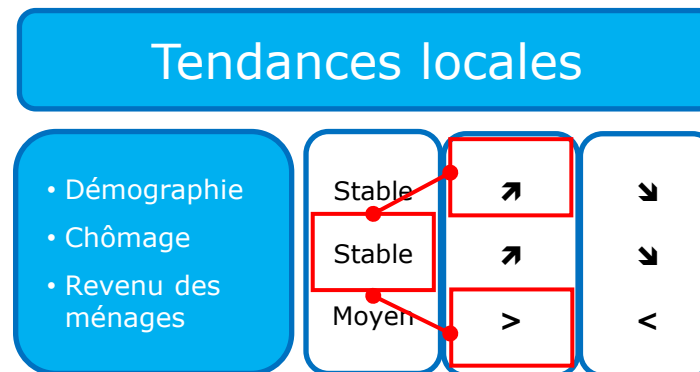 Tendances locales
• Démographie Stable ↗ ↘
• Chômage Stable ↗ ↘
• Revenu des
ménages Moyen > <